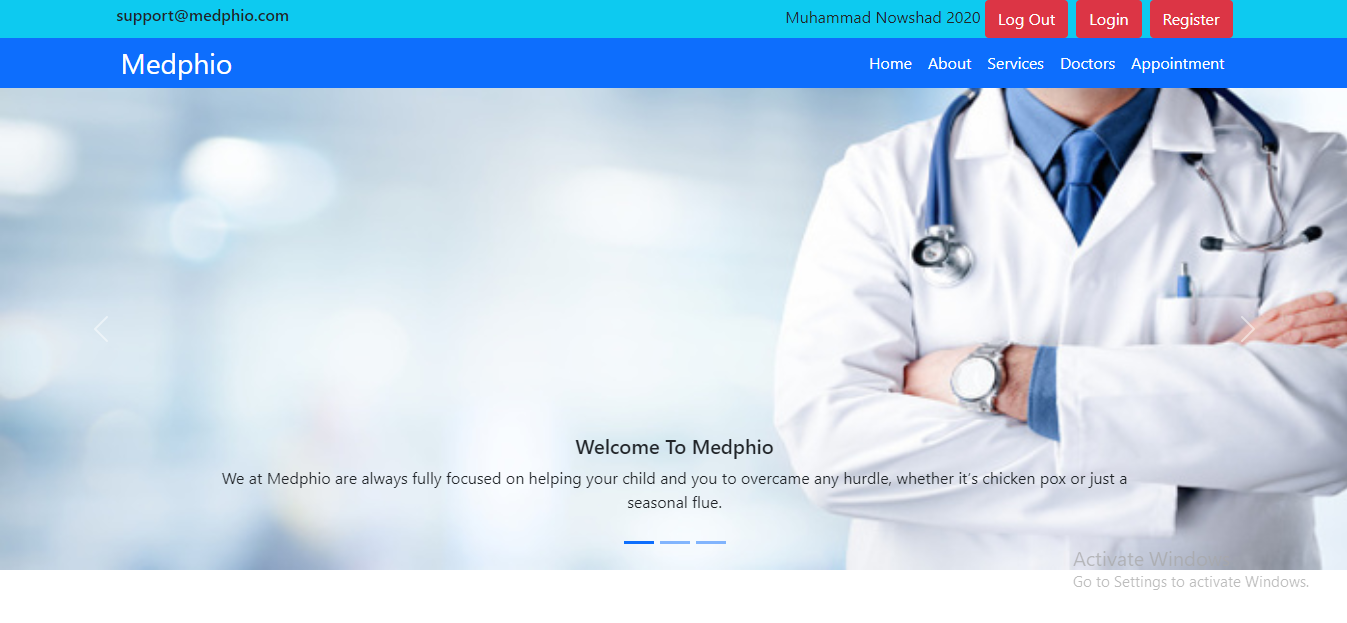 support@medphio.com
Muhammad Nowshad 2020 Log Out Login Register
Medphio
Home About Services Doctors Appointment
Welcome To Medphio
We at Medphio are always fully focused on helping your child and you to overcame any hurdle, whether it's chicken pox or just a
seasonal flue.
Activate Windows
Go to Settings to activate Windows.